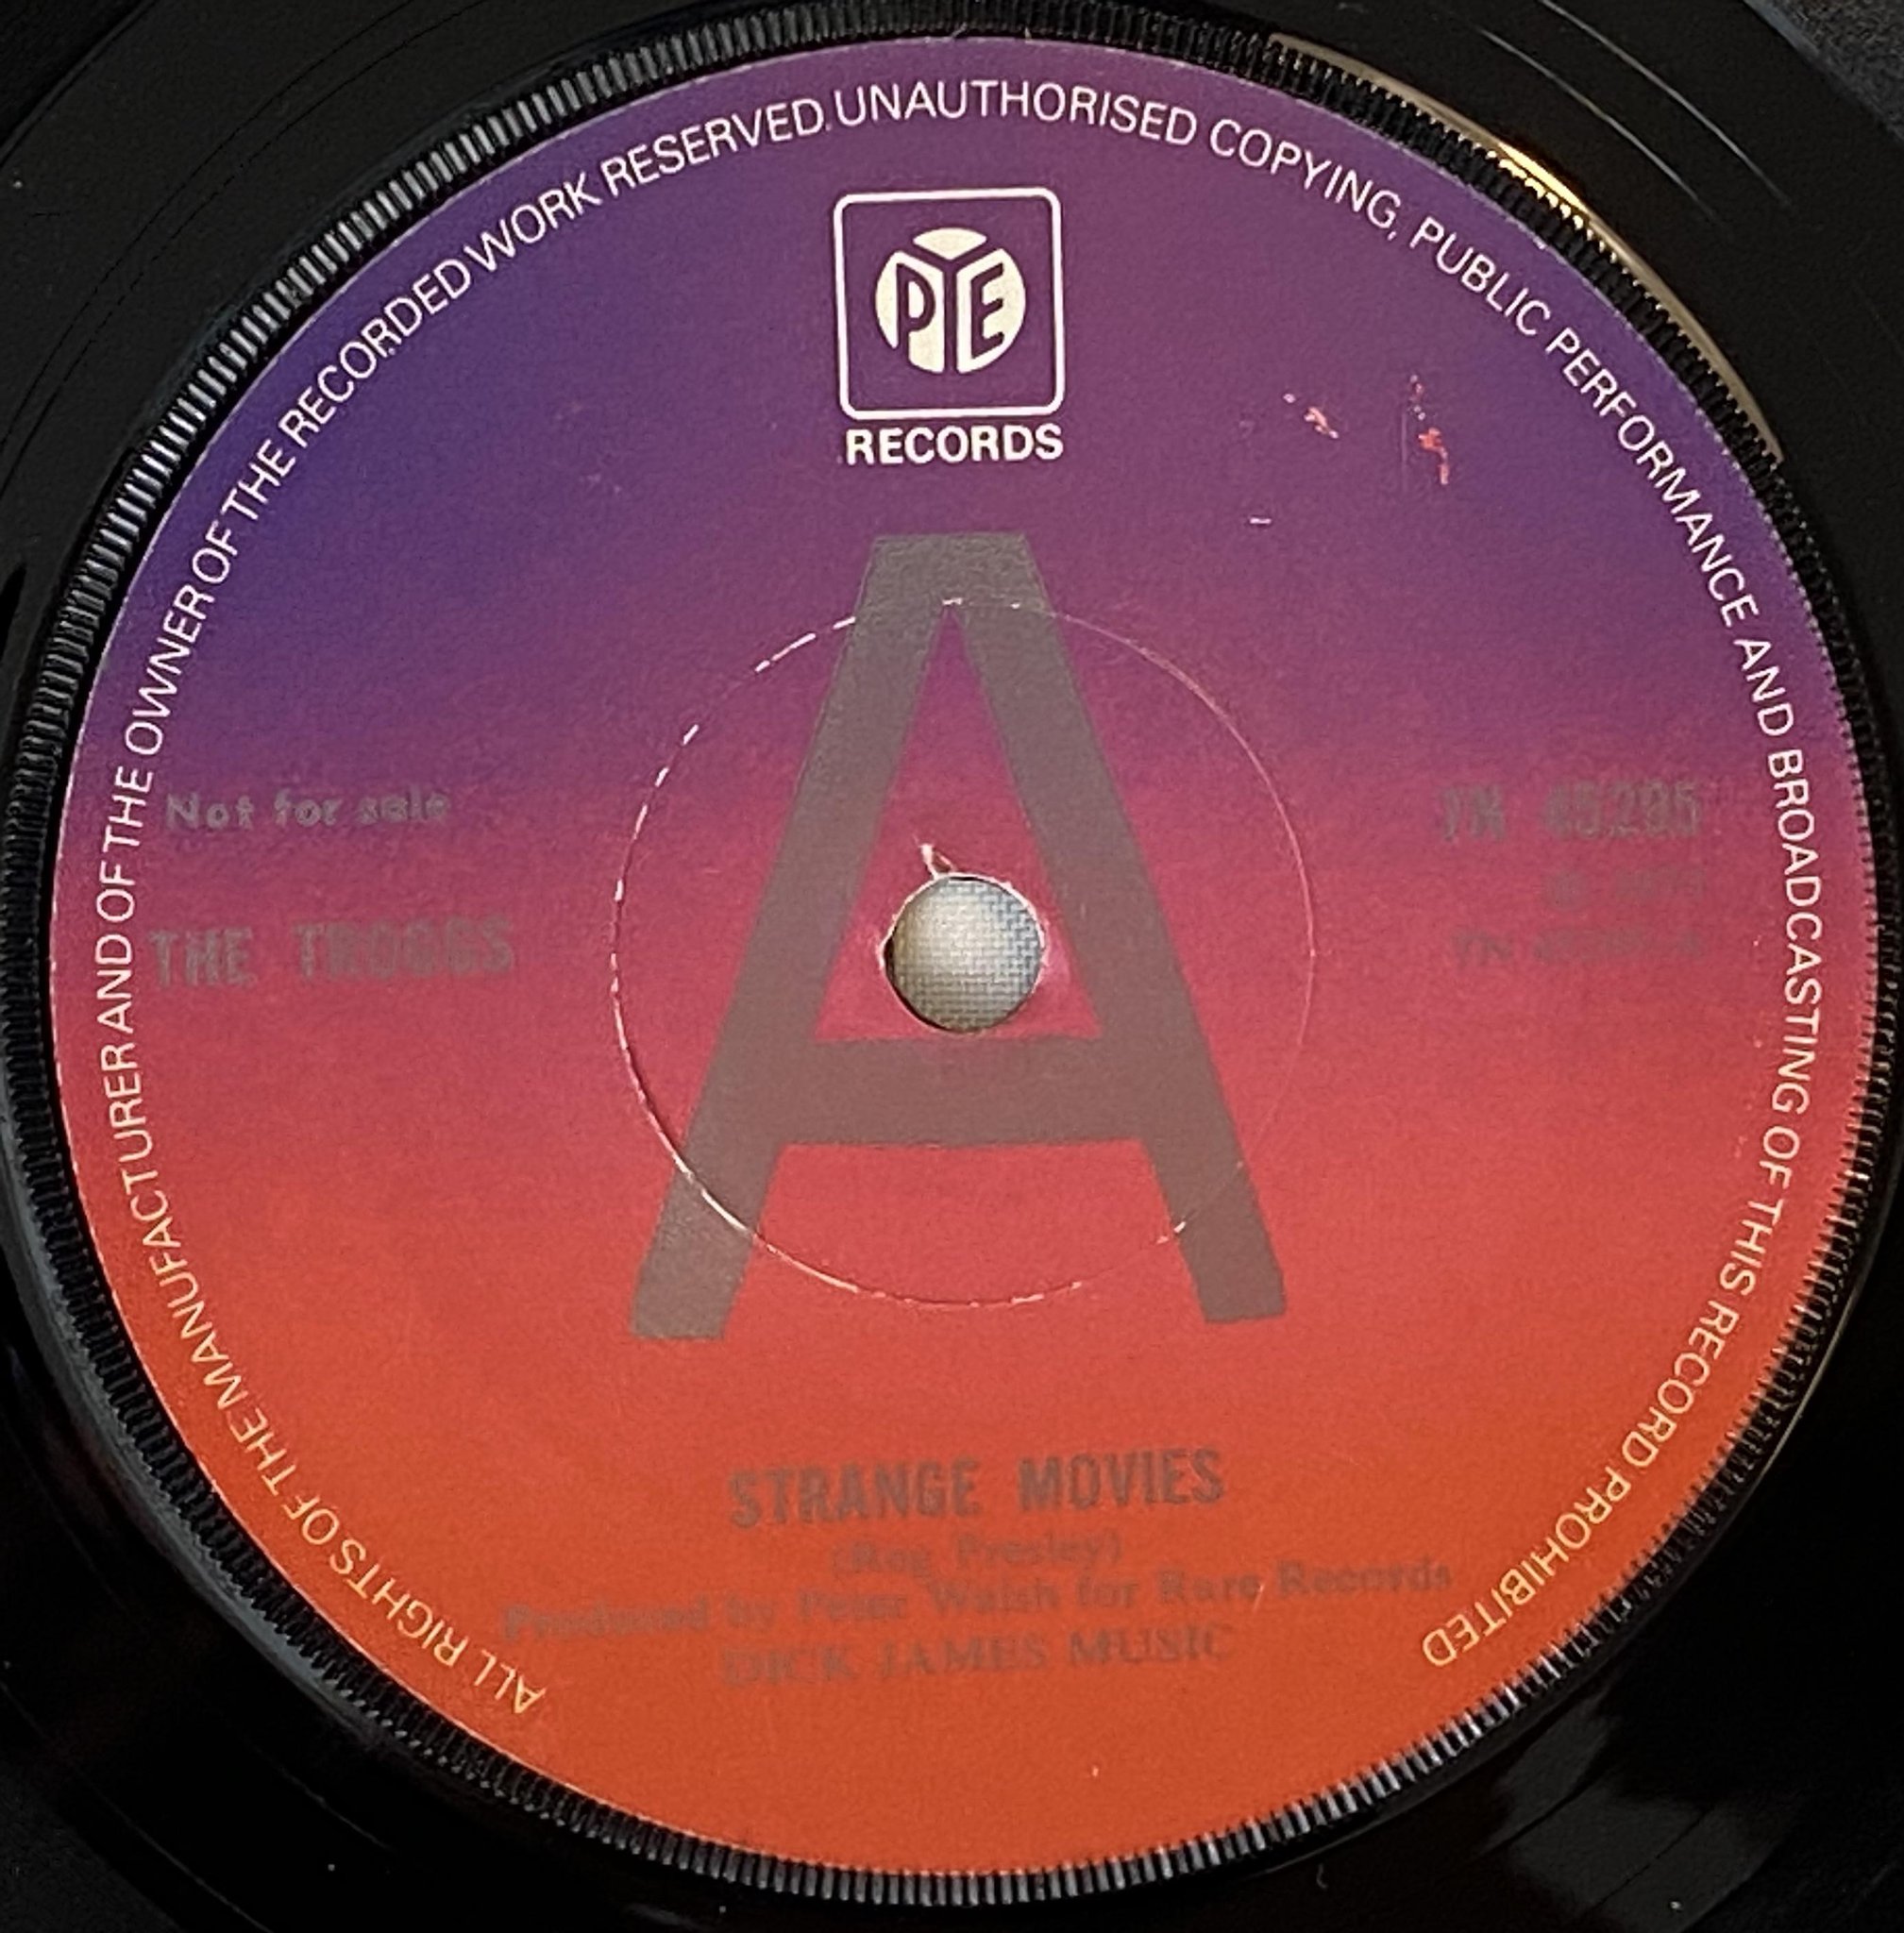 ALL RIGHTS OF THE MANUFACTURER AND OF THE OWNER OF THE RECORDED WORK RESERVED. UNAUTHORISED COPYING, PUBLIC PERFORMANCE AND BROADCASTING OF THIS RECORD PROHIBITED
PYE
RECORDS
A
Not for sale
7N 45295
THE TROGGS
STRANGE MOVIES
(Reg Presley)
Produced by Peter Walsh for Rare Records
DICK JAMES MUSIC